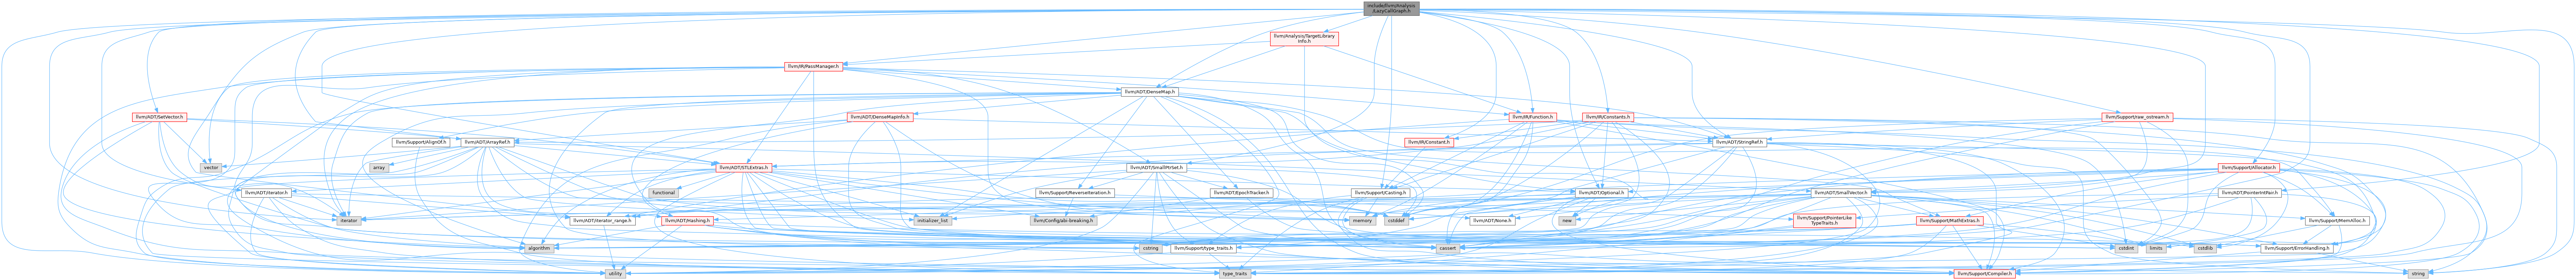 include/llvm/Analysis
/LazyCallGraph.h
llvm/Analysis/TargetLibrary
Info.h
llvm/IR/PassManager.h
llvm/ADT/DenseMap.h
llvm/ADT/SetVector.h
llvm/ADT/DenseMapInfo.h
llvm/IR/Function.h
llvm/IR/Constants.h
llvm/Support/raw_ostream.h
llvm/Support/AlignOf.h
llvm/ADT/ArrayRef.h
llvm/IR/Constant.h
llvm/ADT/StringRef.h
vector
array
llvm/ADT/STLExtras.h
llvm/ADT/SmallPtrSet.h
llvm/Support/Allocator.h
llvm/ADT/iterator.h
functional
llvm/Support/ReverseIteration.h
llvm/ADT/EpochTracker.h
llvm/Support/Casting.h
llvm/ADT/Optional.h
llvm/ADT/SmallVector.h
llvm/ADT/PointerIntPair.h
iterator
llvm/ADT/iterator_range.h
llvm/ADT/Hashing.h
initializer_list
llvm/Config/abi-breaking.h
memory
cstddef
llvm/ADT/None.h
new
llvm/Support/PointerLike
TypeTraits.h
llvm/Support/MathExtras.h
llvm/Support/MemAlloc.h
algorithm
cstring
llvm/Support/type_traits.h
cassert
cstdint
limits
cstdlib
llvm/Support/ErrorHandling.h
utility
type_traits
llvm/Support/Compiler.h
string